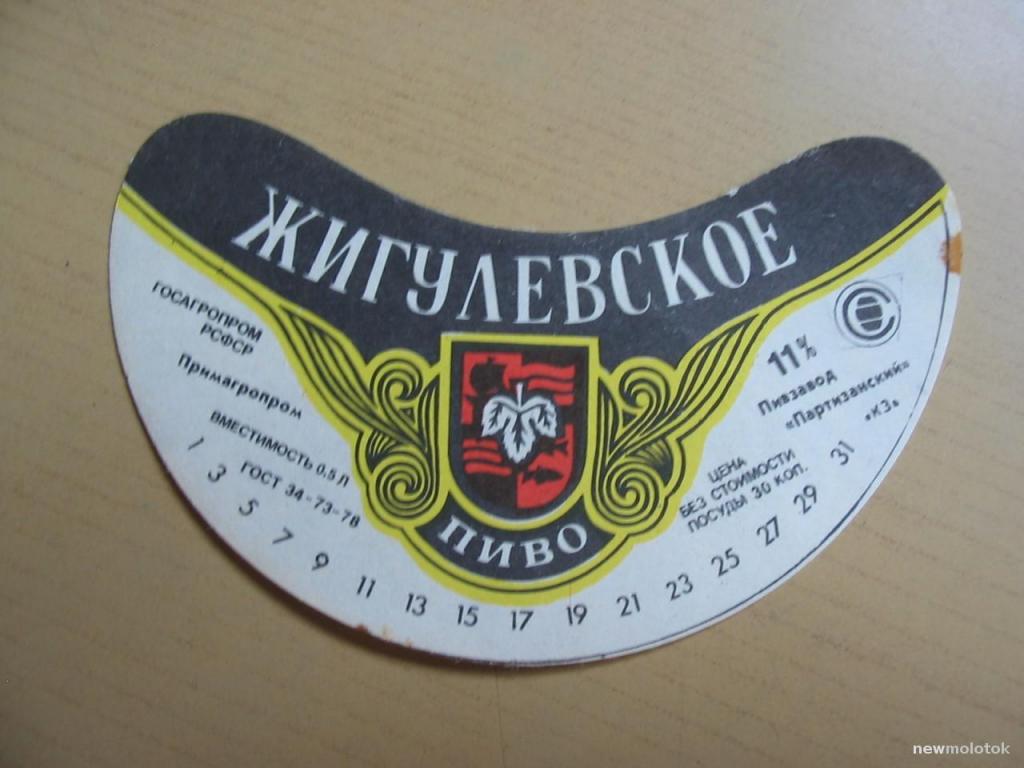 ЖИГУЛЕВСКОЕ
ГОСАГРОПРОМ
РСФСР
Примагропром
ВМЕСТИМОСТЬ 0,5 Л
ГОСТ 34-73-78
ПИВО
11%
Пивзавод
«Партизанский»
«КЗ»
ЦЕНА
БЕЗ СТОИМОСТИ
ПОСУДЫ 30 КОП.
1 3 5 7 9 11 13 15 17 19 21 23 25 27 29 31
newmolotok